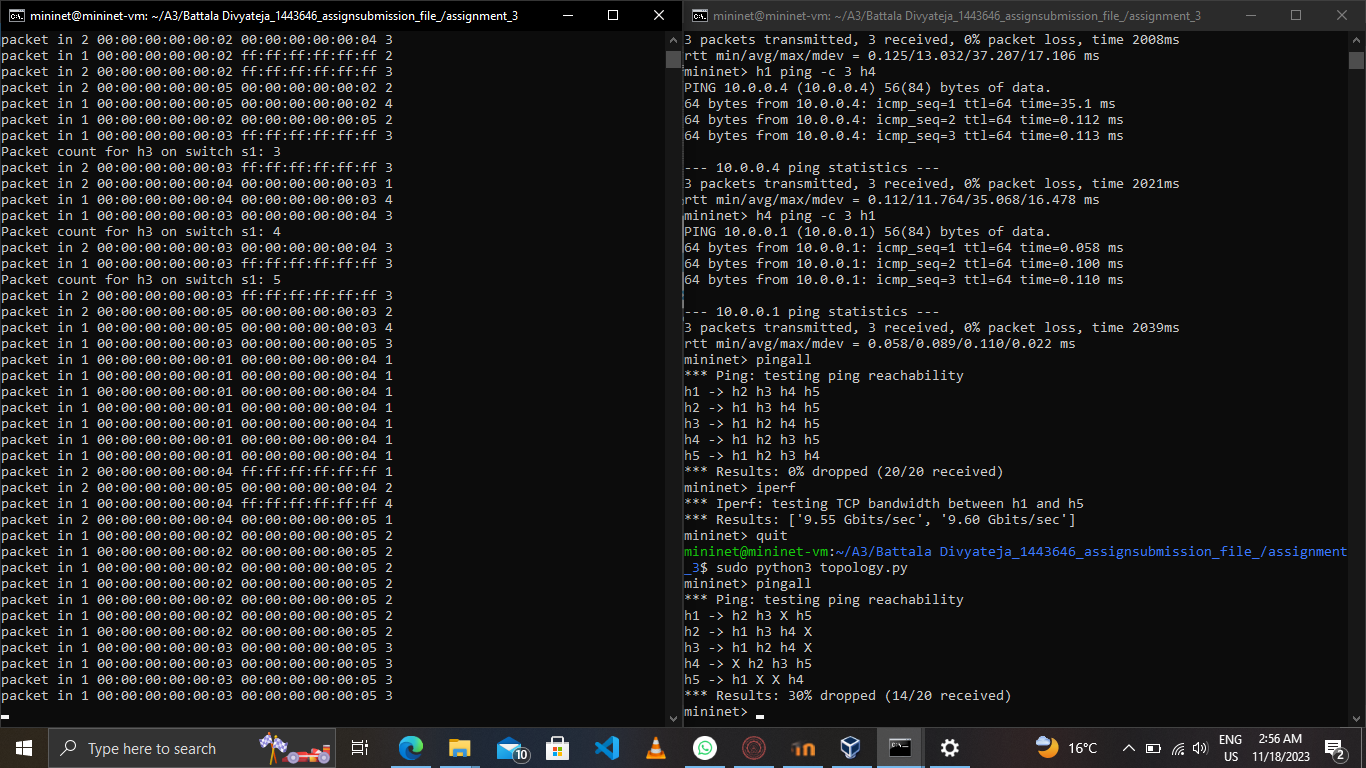 mininet@mininet-vm: ~/A3/Battala Divyateja_1443646_assignsubmission_file_/assignment_3
packet in 2 00:00:00:00:00:02 00:00:00:00:00:04 3
packet in 1 00:00:00:00:00:02 ff:ff:ff:ff:ff:ff 2
packet in 2 00:00:00:00:00:02 ff:ff:ff:ff:ff:ff 3
packet in 2 00:00:00:00:00:05 00:00:00:00:00:02 2
packet in 1 00:00:00:00:00:05 00:00:00:00:00:02 4
packet in 1 00:00:00:00:00:02 00:00:00:00:00:05 2
packet in 1 00:00:00:00:00:03 ff:ff:ff:ff:ff:ff 3
Packet count for h3 on switch s1: 3
packet in 2 00:00:00:00:00:03 ff:ff:ff:ff:ff:ff 3
packet in 2 00:00:00:00:00:04 00:00:00:00:00:03 1
packet in 1 00:00:00:00:00:04 00:00:00:00:00:03 4
packet in 1 00:00:00:00:00:03 00:00:00:00:00:04 3
Packet count for h3 on switch s1: 4
packet in 2 00:00:00:00:00:03 00:00:00:00:00:04 3
packet in 1 00:00:00:00:00:03 ff:ff:ff:ff:ff:ff 3
Packet count for h3 on switch s1: 5
packet in 2 00:00:00:00:00:03 ff:ff:ff:ff:ff:ff 3
packet in 2 00:00:00:00:00:05 00:00:00:00:00:03 2
packet in 1 00:00:00:00:00:05 00:00:00:00:00:03 4
packet in 1 00:00:00:00:00:03 00:00:00:00:00:05 3
packet in 1 00:00:00:00:00:01 00:00:00:00:00:04 1
packet in 1 00:00:00:00:00:01 00:00:00:00:00:04 1
packet in 1 00:00:00:00:00:01 00:00:00:00:00:04 1
packet in 1 00:00:00:00:00:01 00:00:00:00:00:04 1
packet in 1 00:00:00:00:00:01 00:00:00:00:00:04 1
packet in 1 00:00:00:00:00:01 00:00:00:00:00:04 1
packet in 1 00:00:00:00:00:01 00:00:00:00:00:04 1
packet in 2 00:00:00:00:00:04 ff:ff:ff:ff:ff:ff 1
packet in 2 00:00:00:00:00:05 00:00:00:00:00:04 2
packet in 1 00:00:00:00:00:04 ff:ff:ff:ff:ff:ff 4
packet in 2 00:00:00:00:00:04 00:00:00:00:00:05 1
packet in 1 00:00:00:00:00:02 00:00:00:00:00:05 2
packet in 1 00:00:00:00:00:02 00:00:00:00:00:05 2
packet in 1 00:00:00:00:00:02 00:00:00:00:00:05 2
packet in 1 00:00:00:00:00:02 00:00:00:00:00:05 2
packet in 1 00:00:00:00:00:02 00:00:00:00:00:05 2
packet in 1 00:00:00:00:00:02 00:00:00:00:00:05 2
packet in 1 00:00:00:00:00:02 00:00:00:00:00:05 2
packet in 1 00:00:00:00:00:03 00:00:00:00:00:05 3
packet in 1 00:00:00:00:00:03 00:00:00:00:00:05 3
packet in 1 00:00:00:00:00:03 00:00:00:00:00:05 3
packet in 1 00:00:00:00:00:03 00:00:00:00:00:05 3
mininet@mininet-vm: ~/A3/Battala Divyateja_1443646_assignsubmission_file_/assignment_3
3 packets transmitted, 3 received, 0% packet loss, time 2008ms
rtt min/avg/max/mdev = 0.125/13.032/37.207/17.106 ms
mininet> h1 ping -c 3 h4
PING 10.0.0.4 (10.0.0.4) 56(84) bytes of data.
64 bytes from 10.0.0.4: icmp_seq=1 ttl=64 time=35.1 ms
64 bytes from 10.0.0.4: icmp_seq=2 ttl=64 time=0.112 ms
64 bytes from 10.0.0.4: icmp_seq=3 ttl=64 time=0.113 ms
--- 10.0.0.4 ping statistics ---
3 packets transmitted, 3 received, 0% packet loss, time 2021ms
rtt min/avg/max/mdev = 0.112/11.764/35.068/16.478 ms
mininet> h4 ping -c 3 h1
PING 10.0.0.1 (10.0.0.1) 56(84) bytes of data.
64 bytes from 10.0.0.1: icmp_seq=1 ttl=64 time=0.058 ms
64 bytes from 10.0.0.1: icmp_seq=2 ttl=64 time=0.100 ms
64 bytes from 10.0.0.1: icmp_seq=3 ttl=64 time=0.110 ms
--- 10.0.0.1 ping statistics ---
3 packets transmitted, 3 received, 0% packet loss, time 2039ms
rtt min/avg/max/mdev = 0.058/0.089/0.110/0.022 ms
mininet> pingall
*** Ping: testing ping reachability
h1 -> h2 h3 h4 h5
h2 -> h1 h3 h4 h5
h3 -> h1 h2 h4 h5
h4 -> h1 h2 h3 h5
h5 -> h1 h2 h3 h4
*** Results: 0% dropped (20/20 received)
mininet> iperf
*** Iperf: testing TCP bandwidth between h1 and h5
*** Results: ['9.55 Gbits/sec', '9.60 Gbits/sec']
mininet> quit
mininet@mininet-vm:~/A3/Battala Divyateja_1443646_assignsubmission_file_/assignment
_3$ sudo python3 topology.py
mininet> pingall
*** Ping: testing ping reachability
h1 -> h2 h3 X h5
h2 -> h1 h3 h4 X
h3 -> h1 h2 h4 X
h4 -> X h2 h3 h5
h5 -> h1 X X h4
*** Results: 30% dropped (14/20 received)
mininet>
Type here to search
10
16°C
ENG
US
2:56 AM
11/18/2023
2